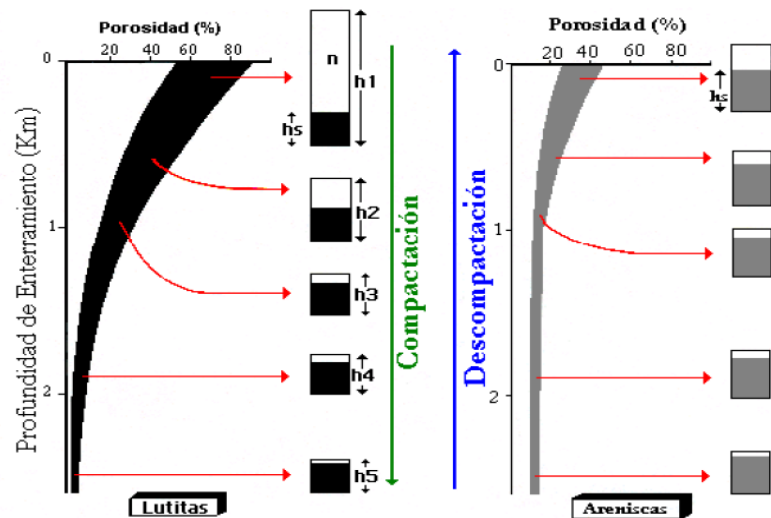 Porosidad (%)
20 40 60 80
0
1
2
Profundidad de Enterramiento (Km)
n
h1
hs
h2
h3
h4
h5
Lutitas
Compactación
Descompactación
Porosidad (%)
20 40 60 80
0
1
2
hs
Areniscas